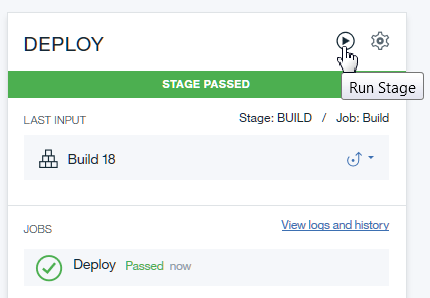 DEPLOY
STAGE PASSED
Run Stage
LAST INPUT
Stage: BUILD / Job: Build
Build 18
JOBS
View logs and history
Deploy Passed now